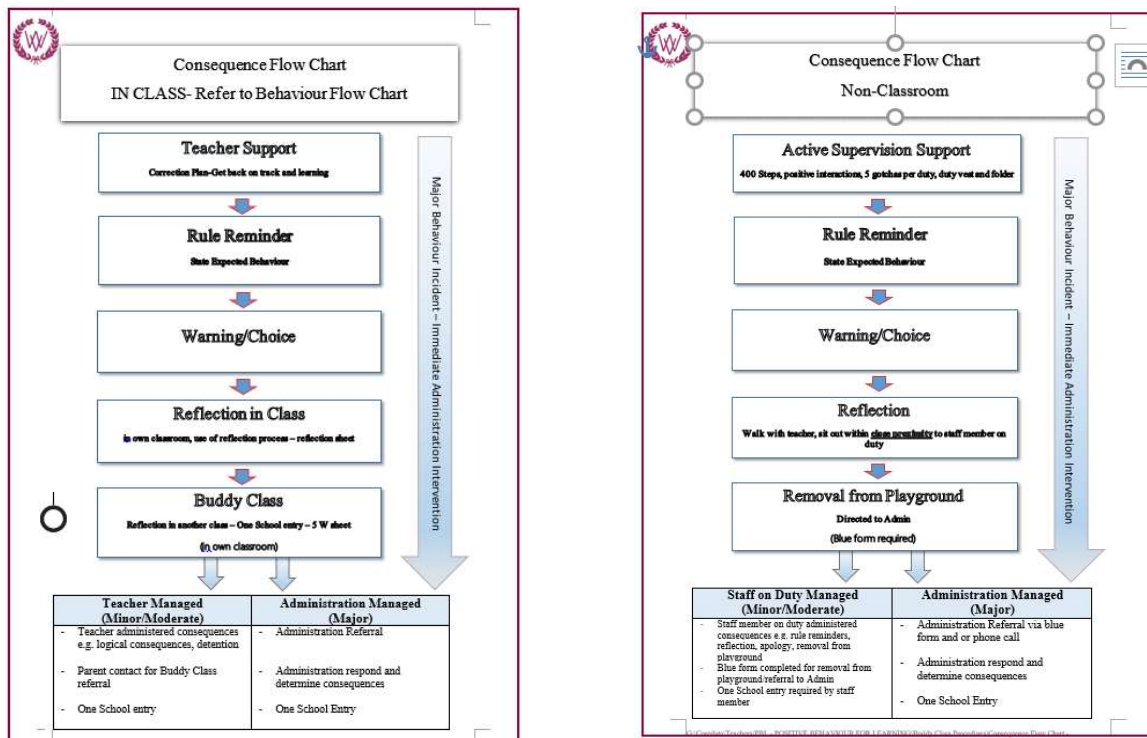 Consequence Flow Chart
IN CLASS- Refer to Behaviour Flow Chart
Teacher Support
Correction Plan-Get back on track and learning
Rule Reminder
State Expected Behaviour
Warning/Choice
Reflection in Class
in own classroom, use of reflection process – reflection sheet
Buddy Class
Reflection in another class – One School entry – 5 W sheet
(in own classroom)
Major Behaviour Incident – Immediate Administration Intervention
Teacher Managed
(Minor/Moderate)
- Teacher administered consequences
e.g. logical consequences, detention
- Parent contact for Buddy Class
referral
- One School entry
Administration Managed
(Major)
- Administration Referral
- Administration respond and
determine consequences
- One School Entry
Consequence Flow Chart
Non-Classroom
Active Supervision Support
400 Steps, positive interactions, 5 gotchas per duty, duty vest and folder
Rule Reminder
State Expected Behaviour
Warning/Choice
Reflection
Walk with teacher, sit out within close proximity to staff member on
duty
Removal from Playground
Directed to Admin
(Blue form required)
Major Behaviour Incident – Immediate Administration Intervention
Staff on Duty Managed
(Minor/Moderate)
- Staff member on duty administered
consequences e.g. rule reminders,
reflection, apology, removal from
playground
- Blue form completed for removal from
playground/referral to Admin
- One School entry required by staff
member
Administration Managed
(Major)
- Administration Referral via blue
form and or phone call
- Administration respond and
determine consequences
- One School Entry